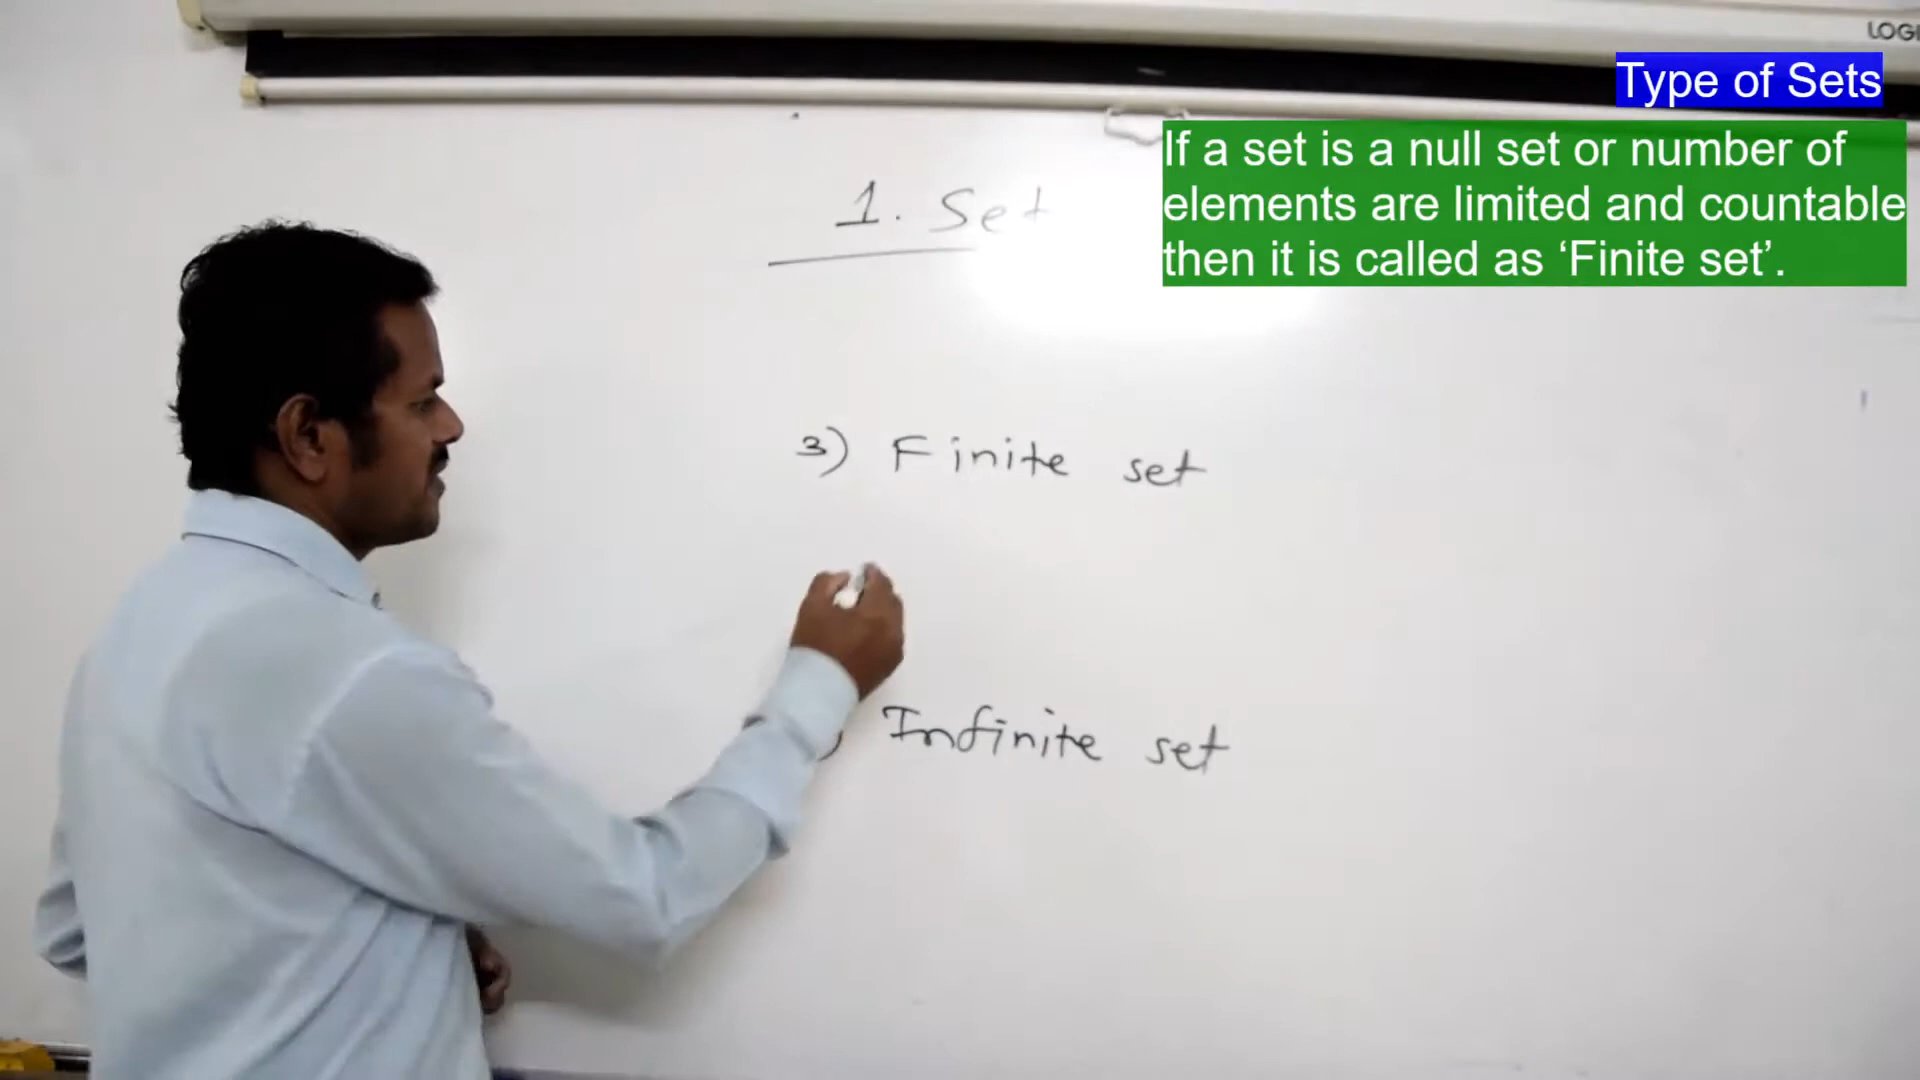 Type of Sets
If a set is a null set or number of
elements are limited and countable
then it is called as ‘Finite set’.
1. Set
3) Finite set
) Infinite set